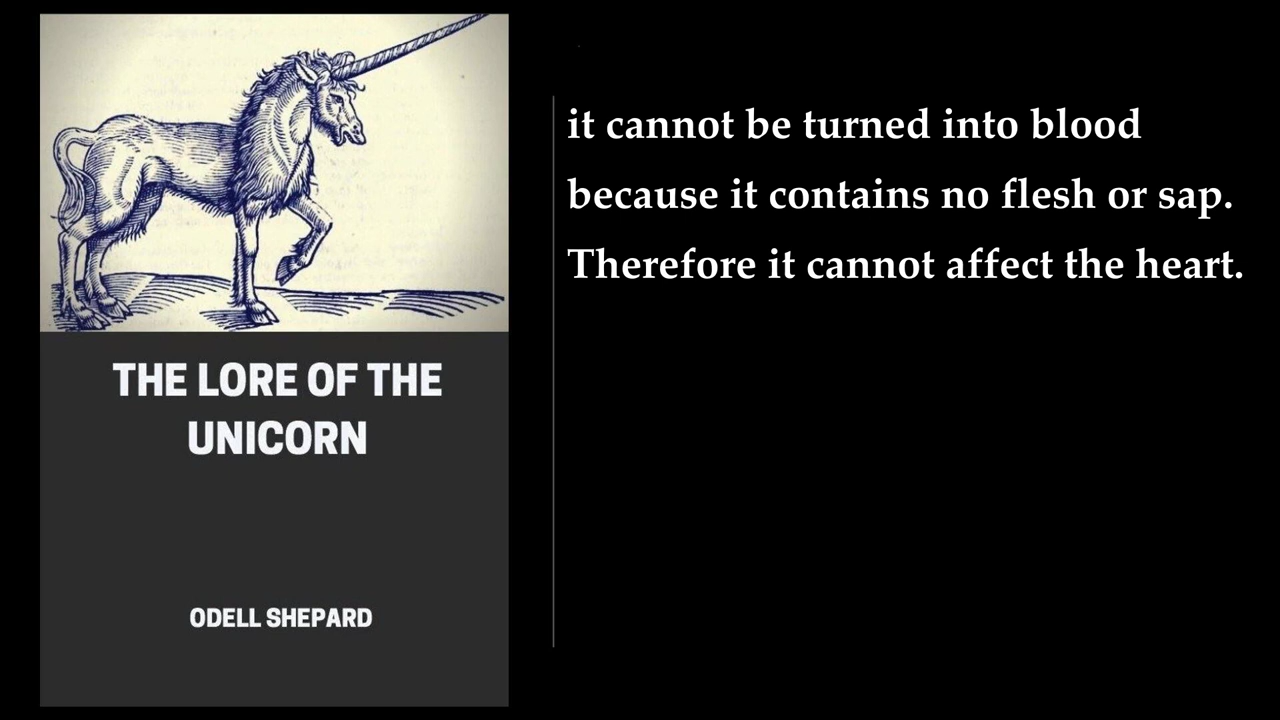 THE LORE OF THE
UNICORN
ODELL SHEPARD
it cannot be turned into blood
because it contains no flesh or sap.
Therefore it cannot affect the heart.